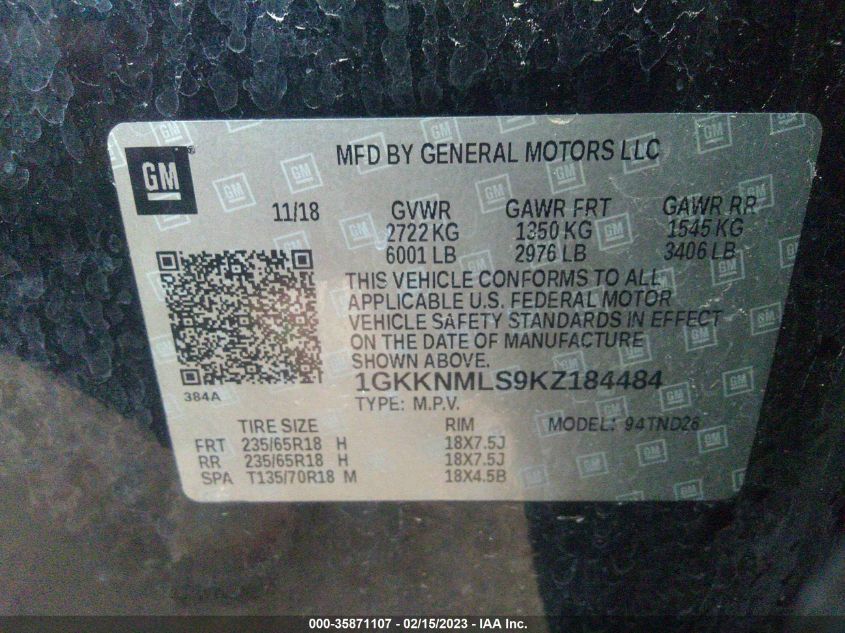 GM
MFD BY GENERAL MOTORS LLC
11/18 GVWR GAWR FRT GAWR RR
2722 KG 1350 KG 1545 KG
6001 LB 2976 LB 3406 LB
THIS VEHICLE CONFORMS TO ALL
APPLICABLE U.S. FEDERAL MOTOR
VEHICLE SAFETY STANDARDS IN EFFECT
ON THE DATE OF MANUFACTURE
SHOWN ABOVE.
384A
1GKKNMLS9KZ184484
TYPE: M.P.V.
TIRE SIZE RIM MODEL: 94TND26
FRT 235/65R18 H 18X7.5J
RR 235/65R18 H 18X7.5J
SPA T135/70R18 M 18X4.5B
000-35871107 - 02/15/2023 - IAA Inc.